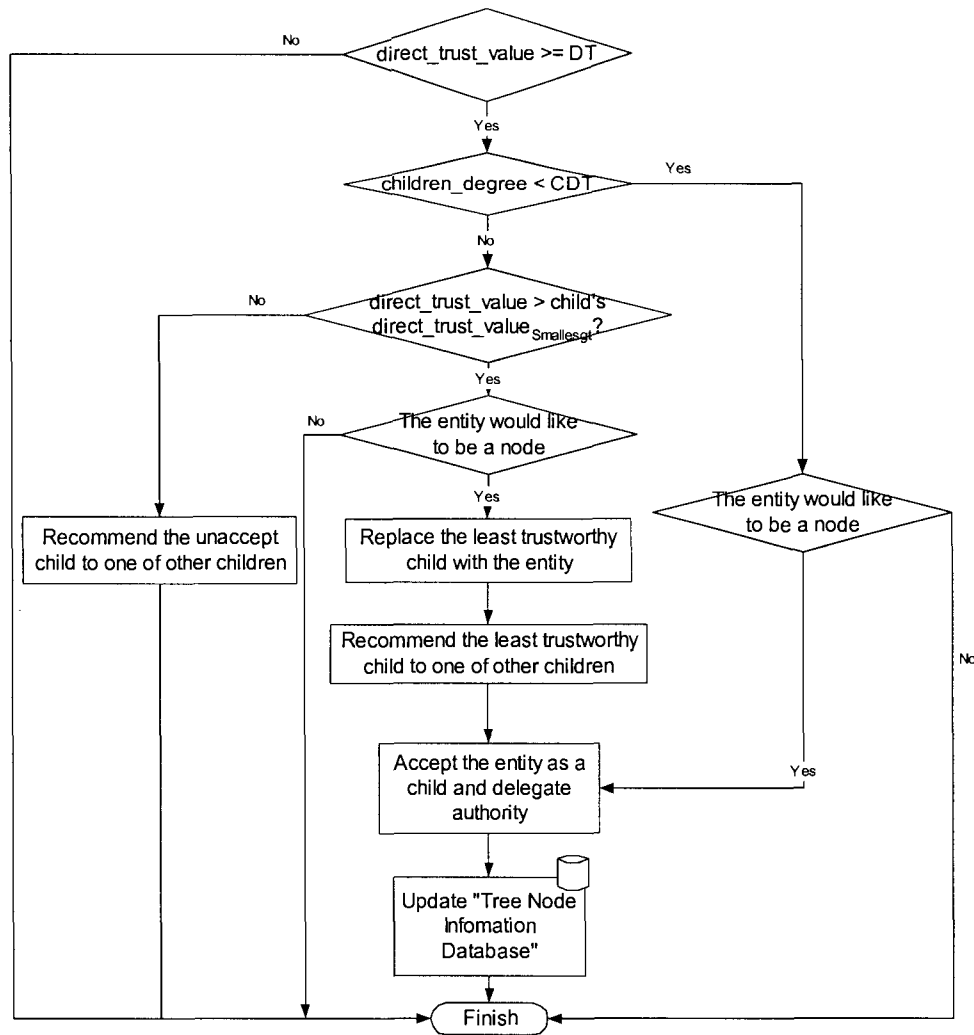 No
direct_trust_value >= DT
Yes
children_degree < CDT
Yes
No
direct_trust_value > child's
direct_trust_value Smallesgt?
No
Yes
The entity would like
to be a node
No
Yes
The entity would like
to be a node
Recommend the unaccept
child to one of other children
Replace the least trustworthy
child with the entity
Recommend the least trustworthy
child to one of other children
No
Yes
Accept the entity as a
child and delegate
authority
Update "Tree Node
Infomation
Database"
Finish